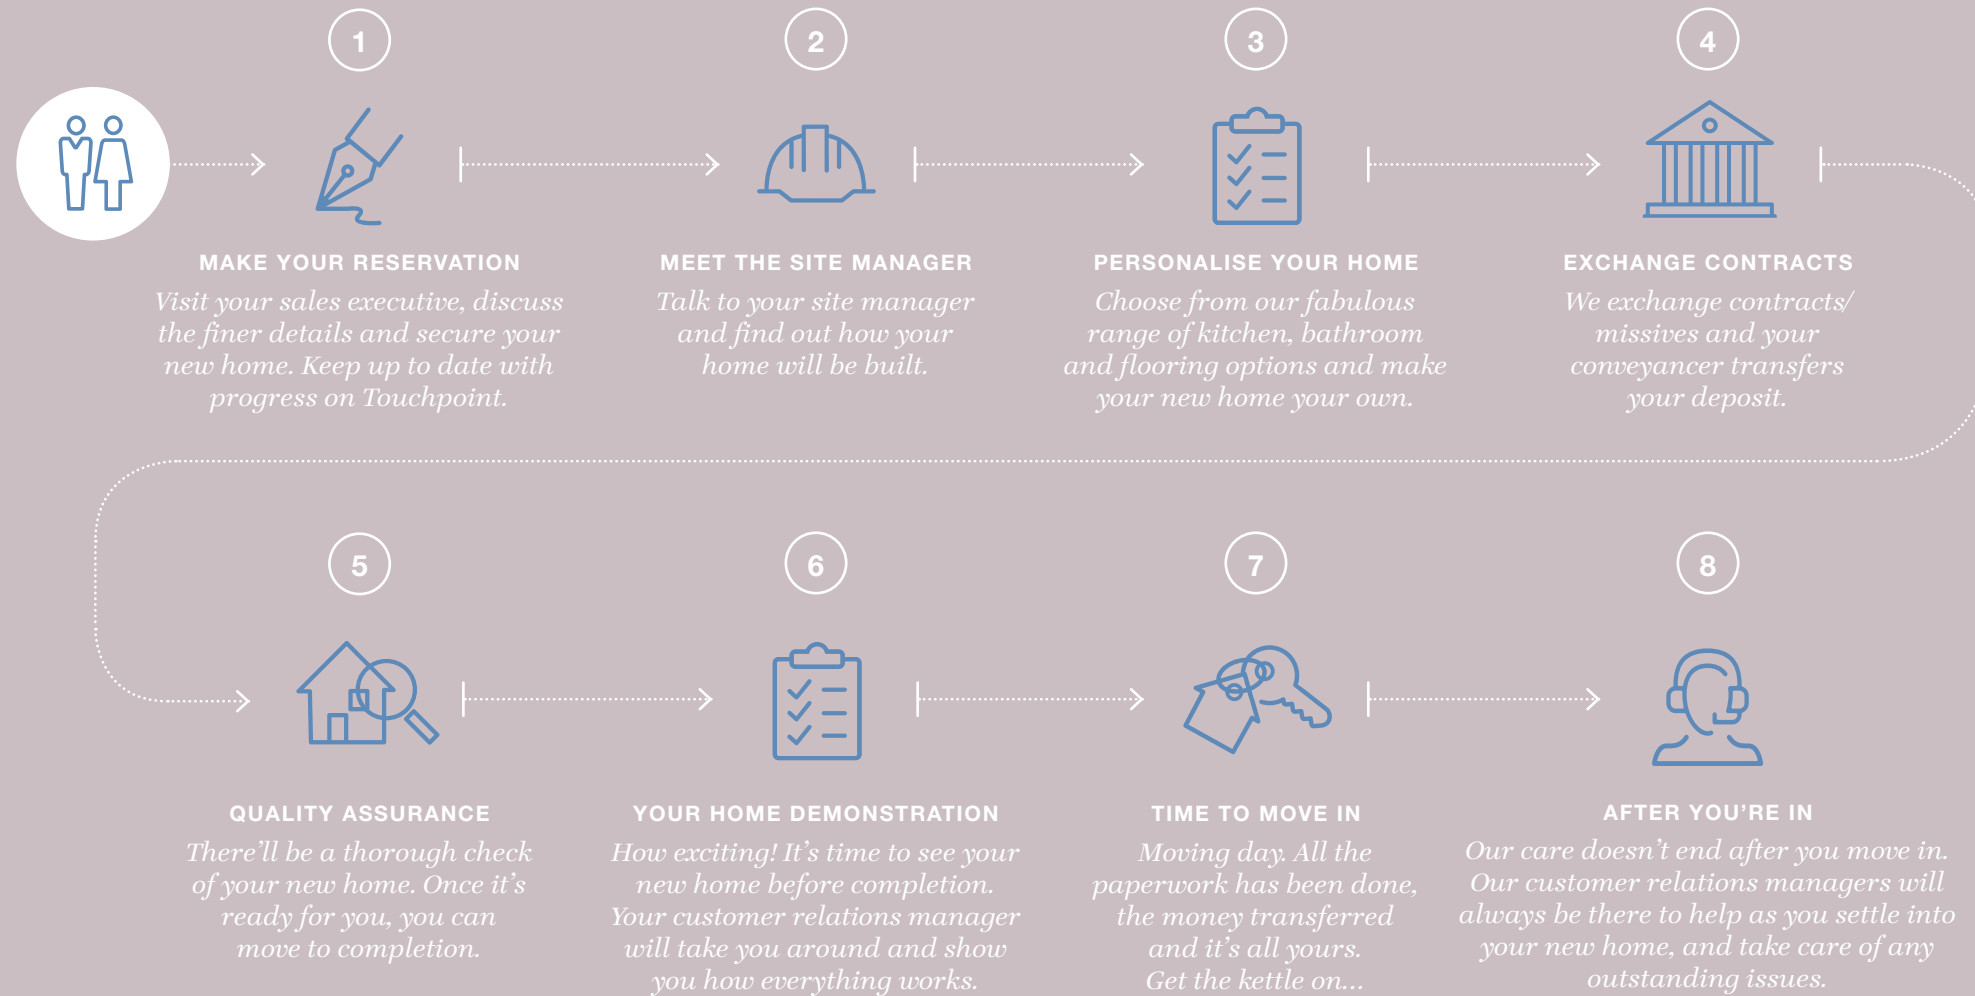 1
MAKE YOUR RESERVATION
Visit your sales executive, discuss
the finer details and secure your
new home. Keep up to date with
progress on Touchpoint.
2
MEET THE SITE MANAGER
Talk to your site manager
and find out how your
home will be built.
3
PERSONALISE YOUR HOME
Choose from our fabulous
range of kitchen, bathroom
and flooring options and make
your new home your own.
4
EXCHANGE CONTRACTS
We exchange contracts/
missives and your
conveyancer transfers
your deposit.
5
QUALITY ASSURANCE
There’ll be a thorough check
of your new home. Once it’s
ready for you, you can
move to completion.
6
YOUR HOME DEMONSTRATION
How exciting! It’s time to see your
new home before completion.
Your customer relations manager
will take you around and show
you how everything works.
7
TIME TO MOVE IN
Moving day. All the
paperwork has been done,
the money transferred
and it’s all yours.
Get the kettle on...
8
AFTER YOU’RE IN
Our care doesn’t end after you move in.
Our customer relations managers will
always be there to help as you settle into
your new home, and take care of any
outstanding issues.